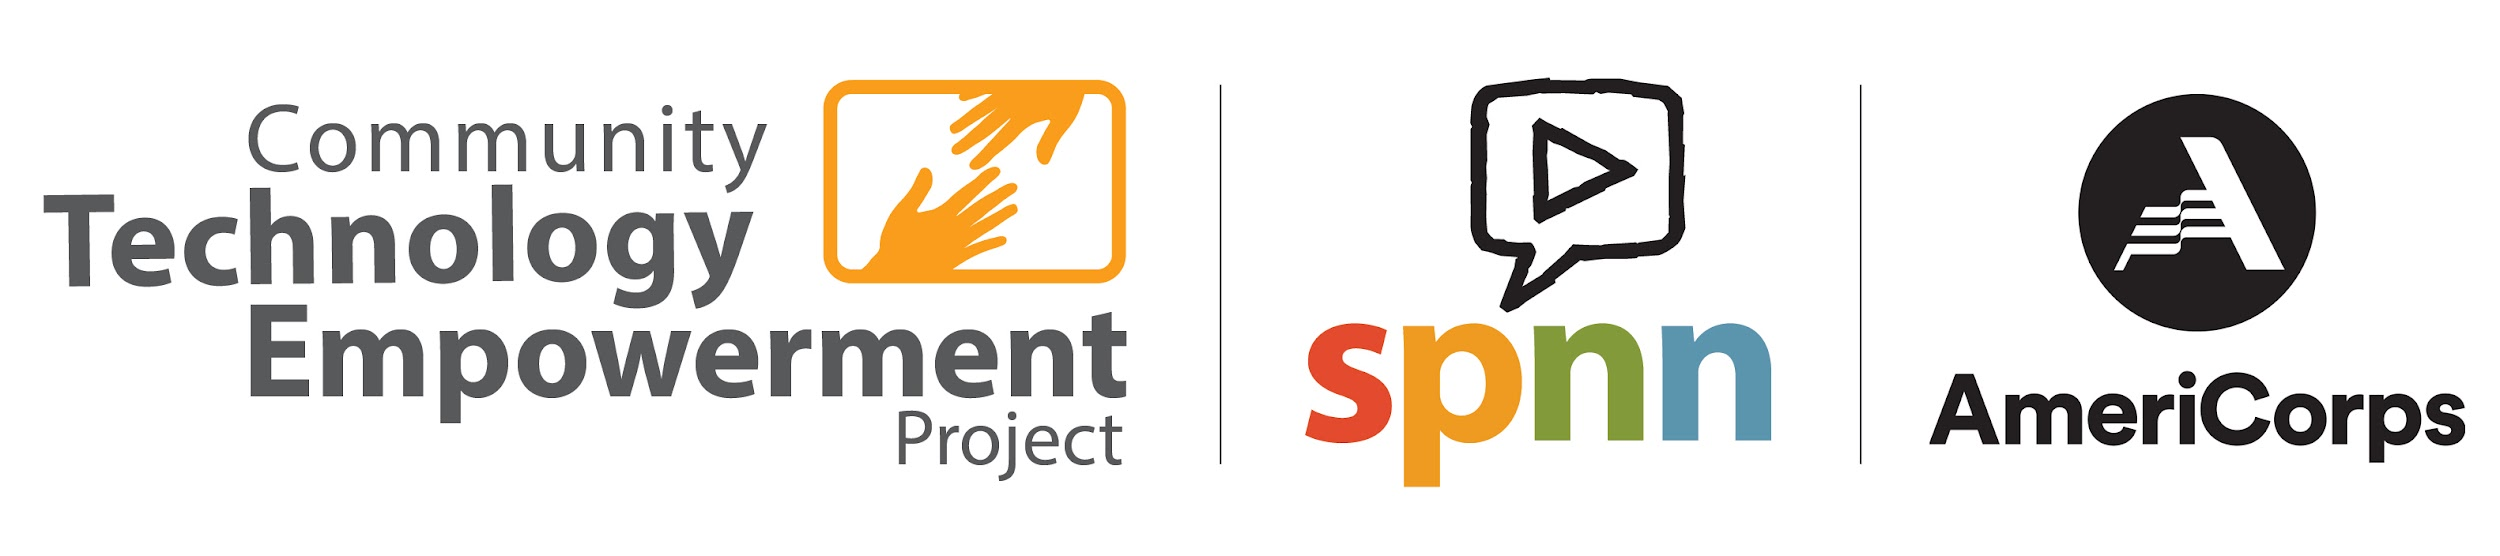 Community
Technology
Empowerment
Project
spnn
AmeriCorps